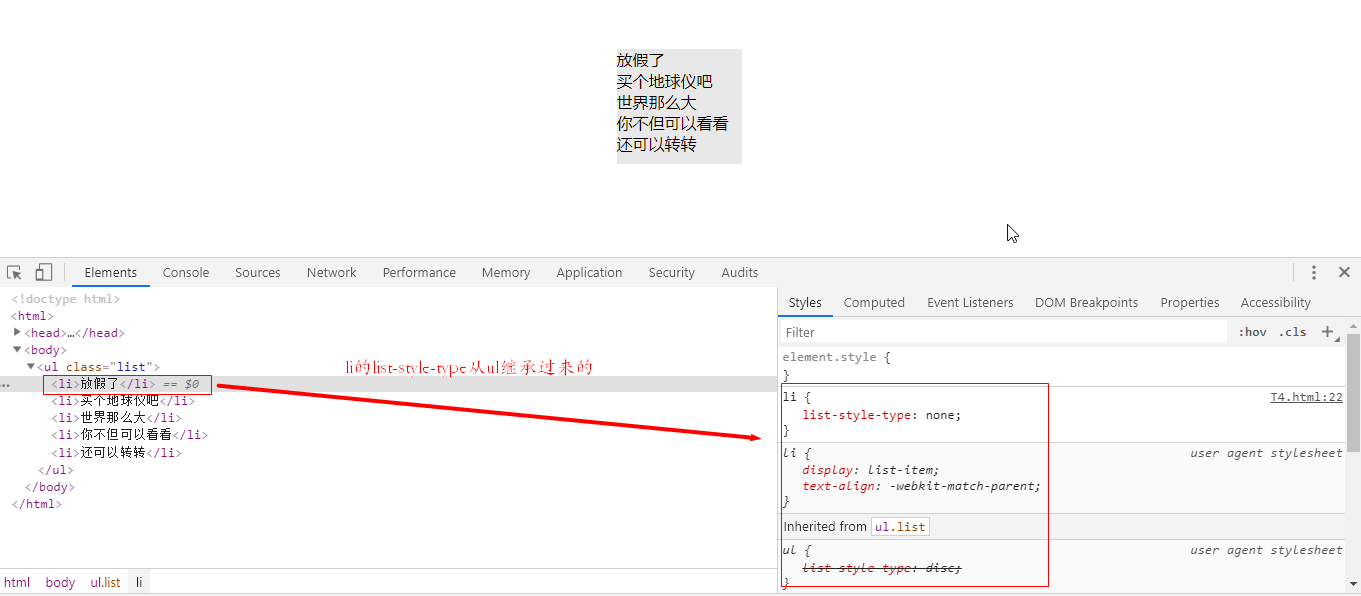 放假了
买个地球仪吧
世界那么大
你不但可以看看
还可以转转
Elements Console Sources Network Performance Memory Application Security Audits
<!doctype html>
<html>
<head>…</head>
<body>
<ul class="list">
li的list-style-type从ul继承过来的
<li>放假了</li> == $0
<li>买个地球仪吧</li>
<li>世界那么大</li>
<li>你不但可以看看</li>
<li>还可以转转</li>
</ul>
</body>
</html>
html body ul.list li
Styles Computed Event Listeners DOM Breakpoints Properties Accessibility
Filter :hov .cls +
element.style {
}
li { T4.html:22
list-style-type: none;
}
li { user agent stylesheet
display: list-item;
text-align: -webkit-match-parent;
}
Inherited from ul.list
ul { user agent stylesheet
list-style-type: disc;
}